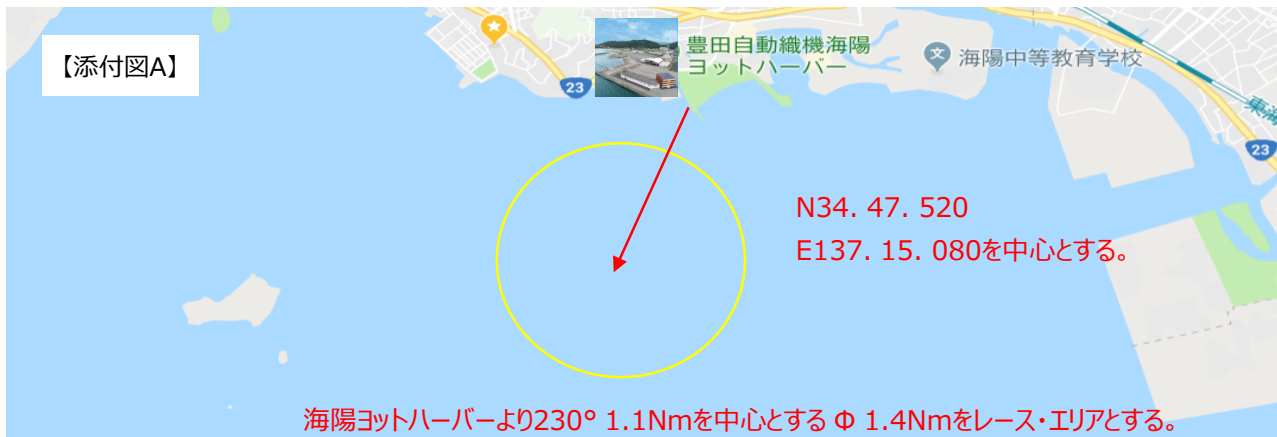 【添付図A】
豊田自動織機海陽
ヨットハーバー
海陽中等教育学校
23
東海
23
N34. 47. 520
E137. 15. 080を中心とする。
海陽ヨットハーバーより230° 1.1Nmを中心とする Φ 1.4Nmをレース・エリアとする。